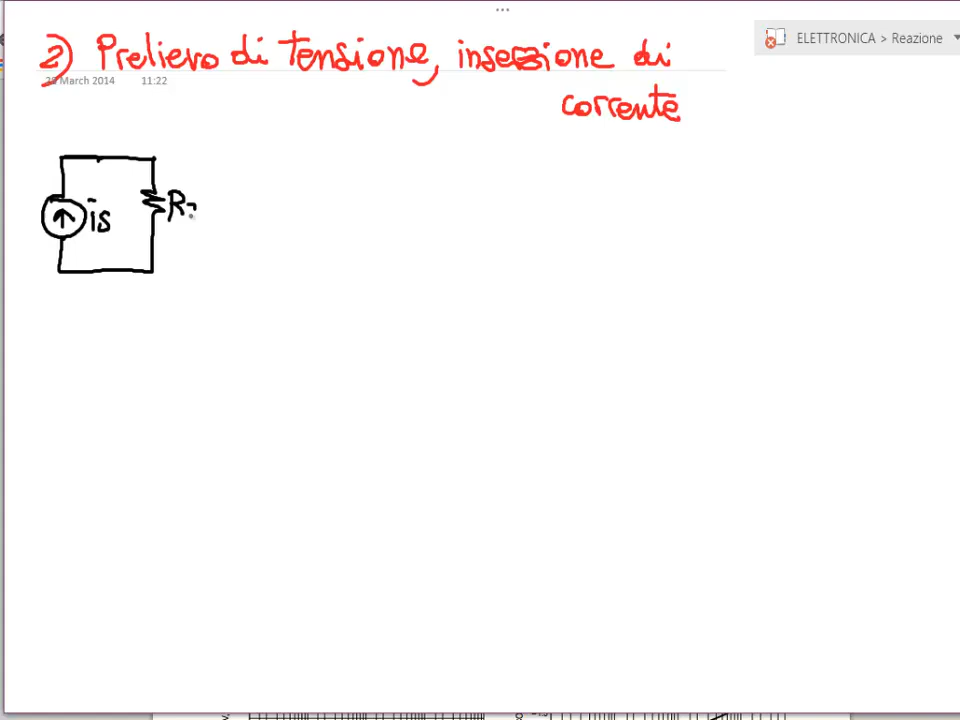 2) Prelievo di tensione, inserzione di
corrente
ELETTRONICA > Reazione
28 March 2014 11:22
is
R